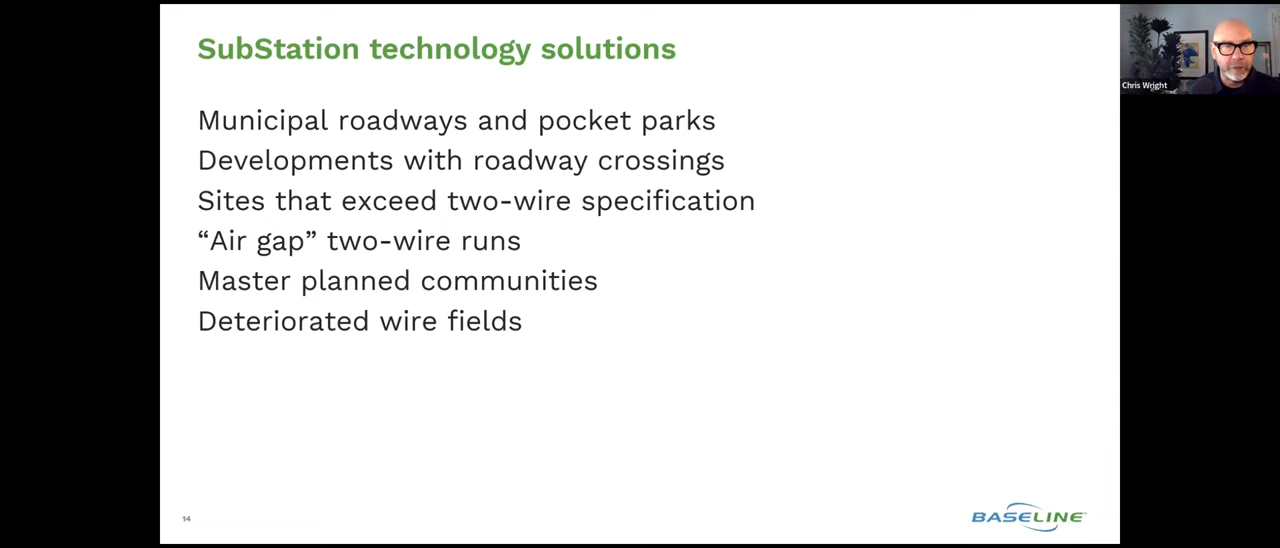 SubStation technology solutions
Chris Wright
Municipal roadways and pocket parks
Developments with roadway crossings
Sites that exceed two-wire specification
“Air gap” two-wire runs
Master planned communities
Deteriorated wire fields
14
BASELINE™